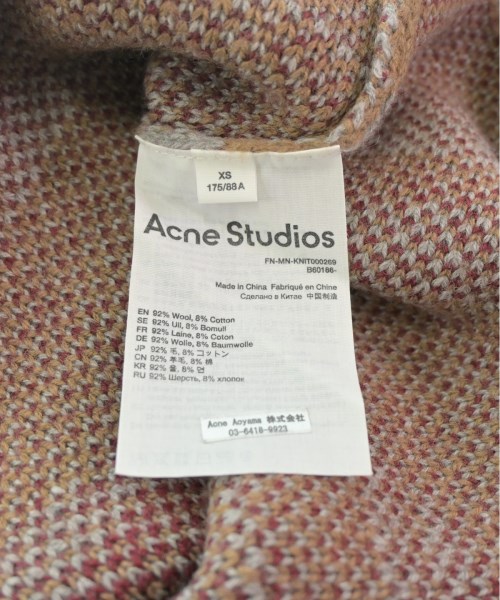 XS
175/88A
Acne Studios
FN-MN-KNIT000269
B60186-
Made in China Fabriqué en Chine
Сделано в Китае 中国制造
EN 92% Wool, 8% Cotton
SE 92% Ull, 8% Bomull
FR 92% Laine, 8% Coton
DE 92% Wolle, 8% Baumwolle
JP 92% 毛, 8% コットン
CN 92% 羊毛, 8% 棉
KR 92% 울, 8% 면
RU 92% Шерсть, 8% хлопок
Acne Aoyama 株式会社
03-6418-9923